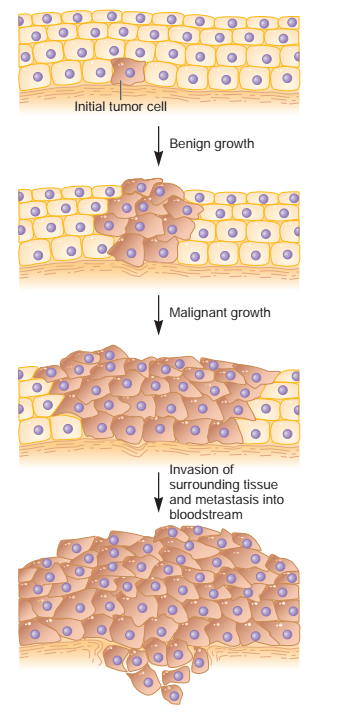 Initial tumor cell
Benign growth
Malignant growth
Invasion of
surrounding tissue
and metastasis into
bloodstream